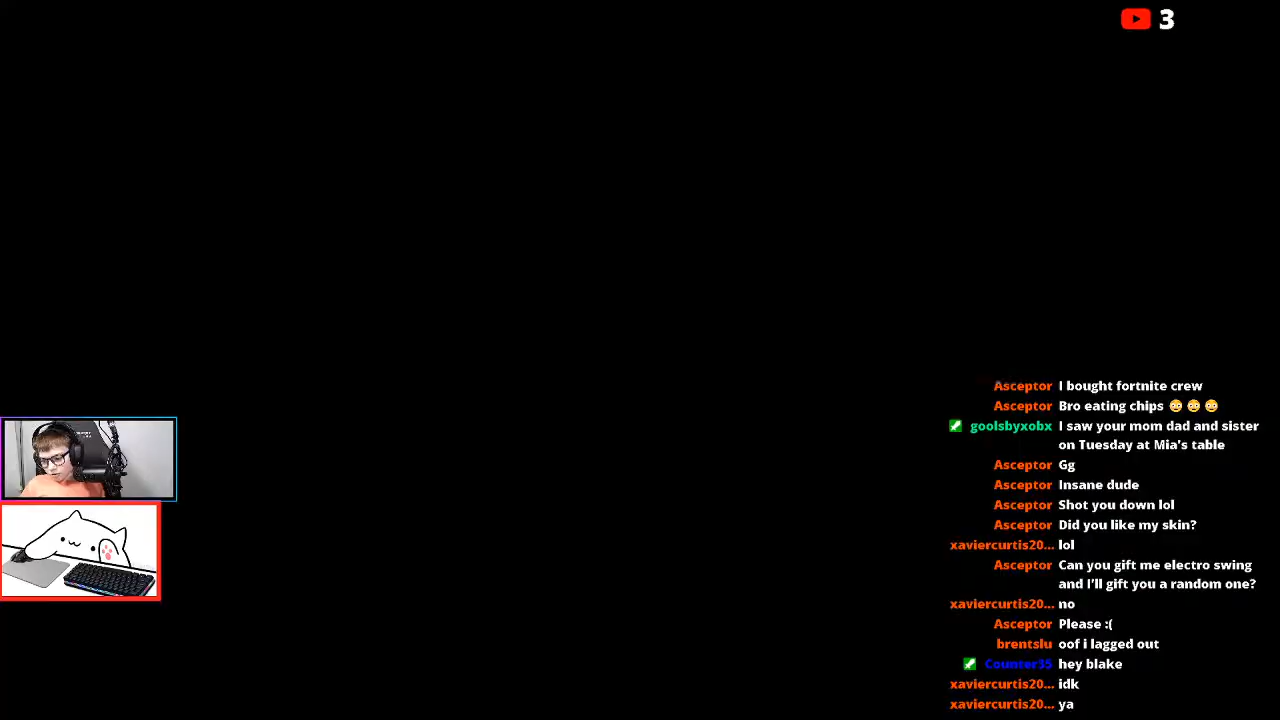 3
Asceptor I bought fortnite crew
Asceptor Bro eating chips 😳 😳 😳
goolsbyxobx I saw your mom dad and sister
on Tuesday at Mia's table
Asceptor Gg
Asceptor Insane dude
Asceptor Shot you down lol
Asceptor Did you like my skin?
xaviercurtis20... lol
Asceptor Can you gift me electro swing
and I'll gift you a random one?
xaviercurtis20... no
Asceptor Please :(
brentslu oof i lagged out
Counter35 hey blake
xaviercurtis20... idk
xaviercurtis20... ya